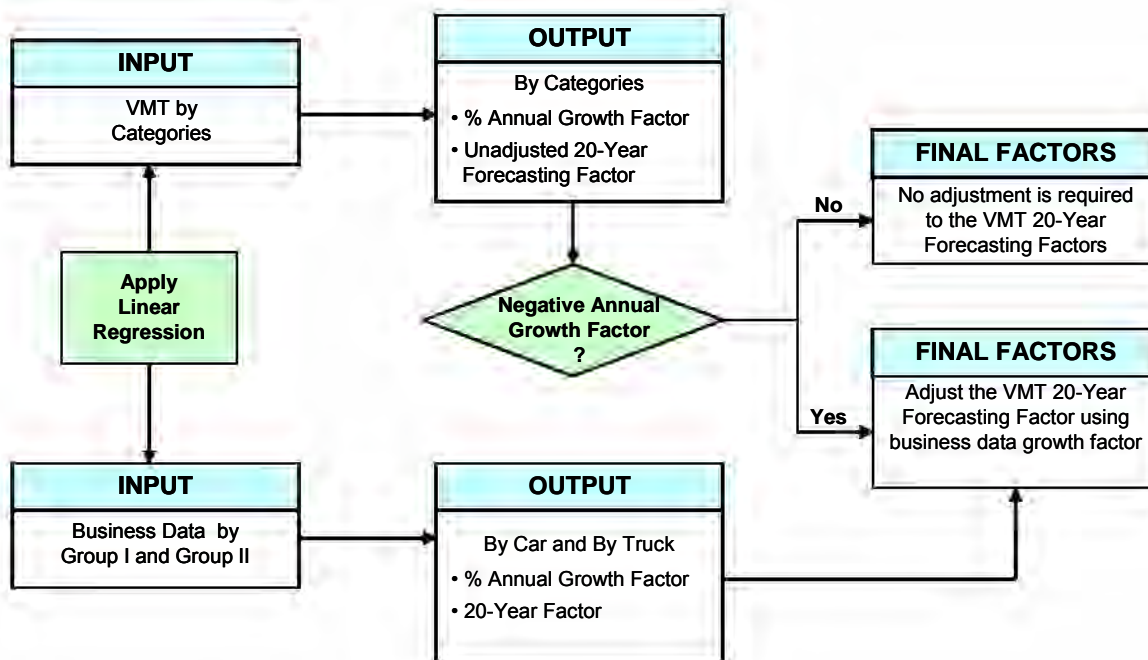 INPUT
VMT by
Categories
Apply
Linear
Regression
INPUT
Business Data by
Group I and Group II
OUTPUT
By Categories
• % Annual Growth Factor
• Unadjusted 20-Year
Forecasting Factor
Negative Annual
Growth Factor
?
OUTPUT
By Car and By Truck
• % Annual Growth Factor
• 20-Year Factor
No
Yes
FINAL FACTORS
No adjustment is required
to the VMT 20-Year
Forecasting Factors
FINAL FACTORS
Adjust the VMT 20-Year
Forecasting Factor using
business data growth factor